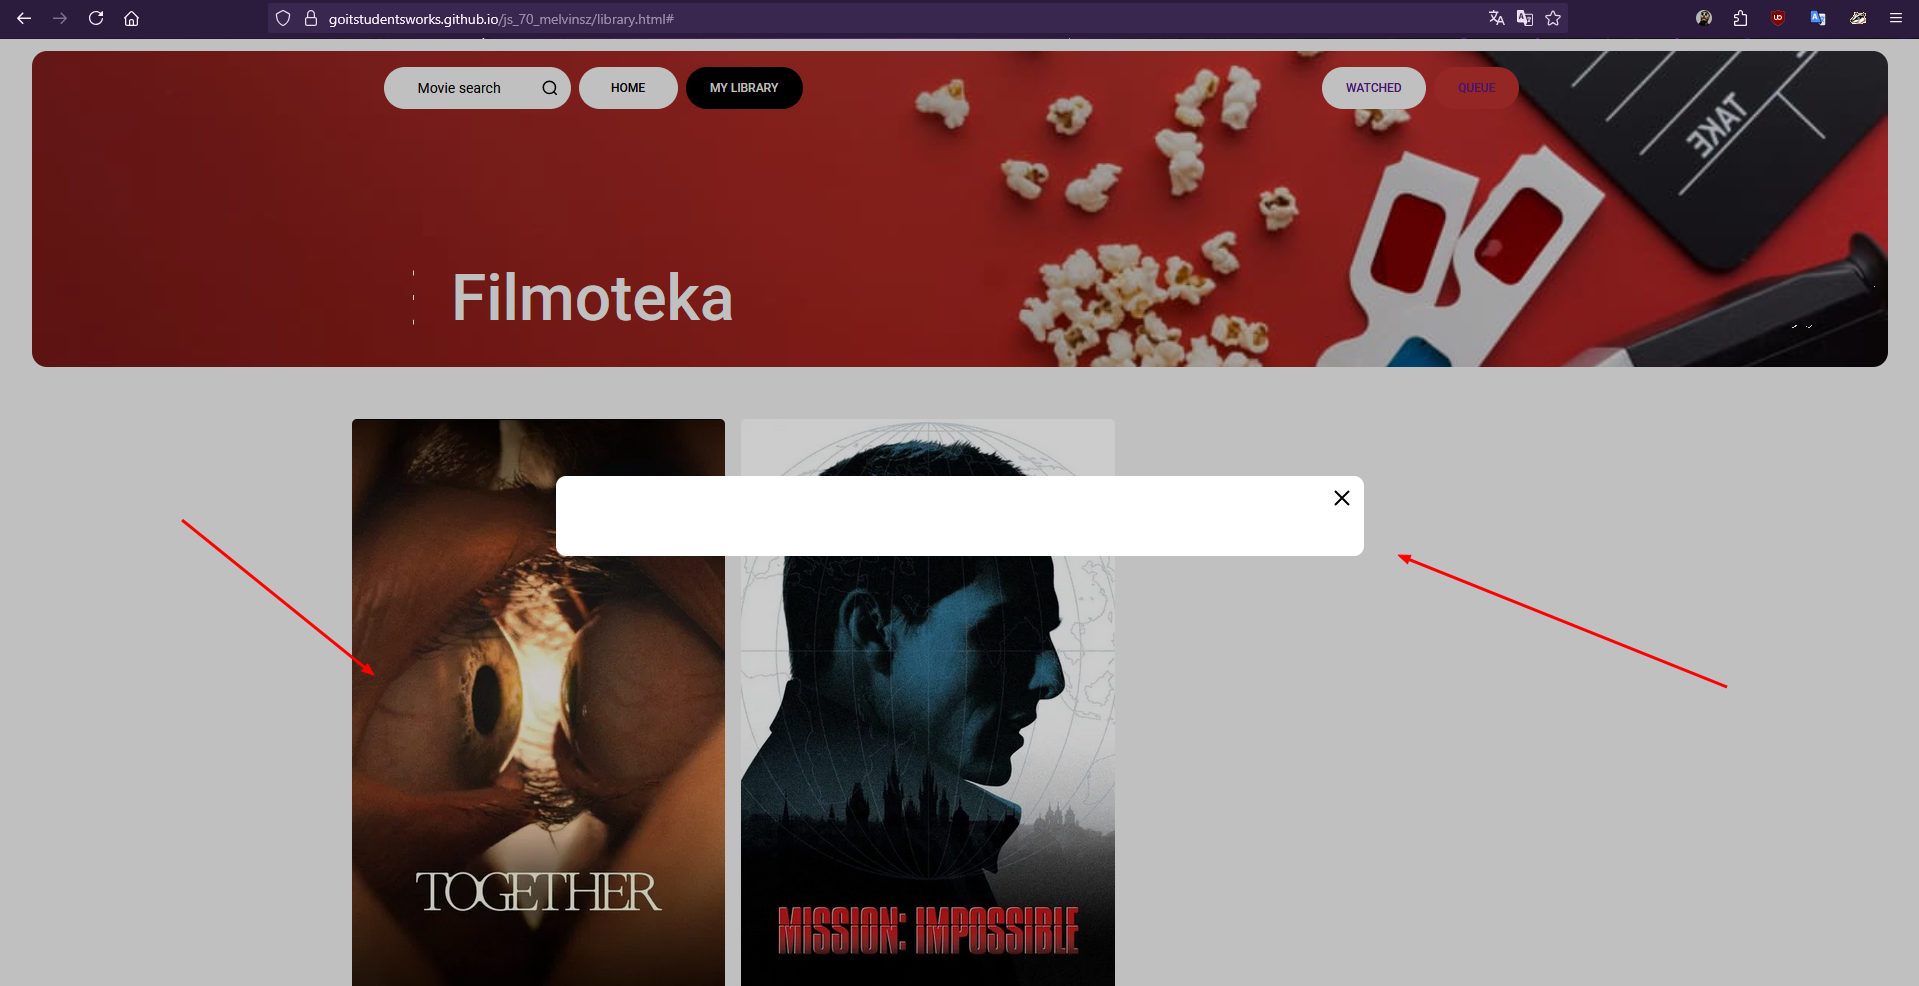 goitstudentsworks.github.io/js_70_melvinsz/library.html#
Movie search
HOME
MY LIBRARY
WATCHED
QUEUE
TAKE
Filmoteka
TOGETHER
MISSION: IMPOSSIBLE